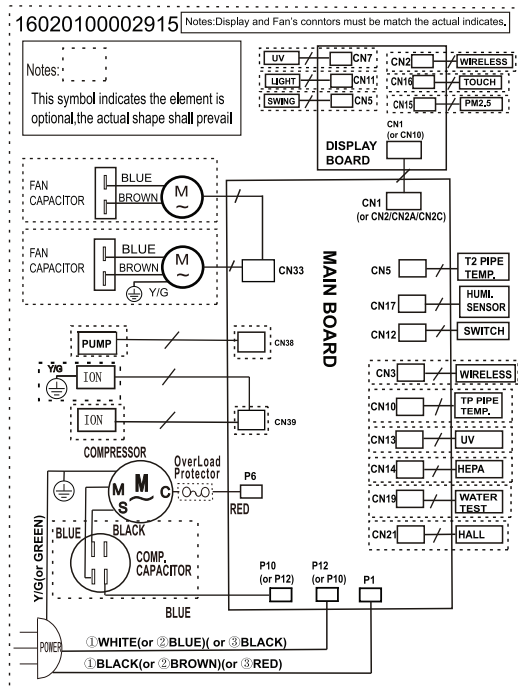 16020100002915
Notes:Display and Fan's conntors must be match the actual indicates.
Notes:
This symbol indicates the element is
optional,the actual shape shall prevail
UV
CN7
LIGHT
CN11
SWING
CN5
CN2
WIRELESS
CN16
TOUCH
CN15
PM2,5
CN1
(or CN10)
DISPLAY
BOARD
CN1
(or CN2/CN2A/CN2C)
FAN
CAPACITOR
BLUE
BROWN
M
~
FAN
CAPACITOR
BLUE
BROWN
M
~
Y/G
CN33
MAIN BOARD
CN5
T2 PIPE
TEMP.
CN17
HUMI.
SENSOR
CN12
SWITCH
PUMP
CN38
Y/G
ION
ION
CN39
CN3
WIRELESS
CN10
TP PIPE
TEMP.
CN13
UV
CN14
HEPA
CN19
WATER
TEST
CN21
HALL
COMPRESSOR
M
M
~
C
S
OverLoad
Protector
P6
RED
BLACK
BLUE
COMP.
CAPACITOR
BLUE
Y/G(or GREEN)
P10
(or P12)
P12
(or P10)
P1
POWER
①WHITE(or ②BLUE)( or ③BLACK)
①BLACK(or ②BROWN)(or ③RED)